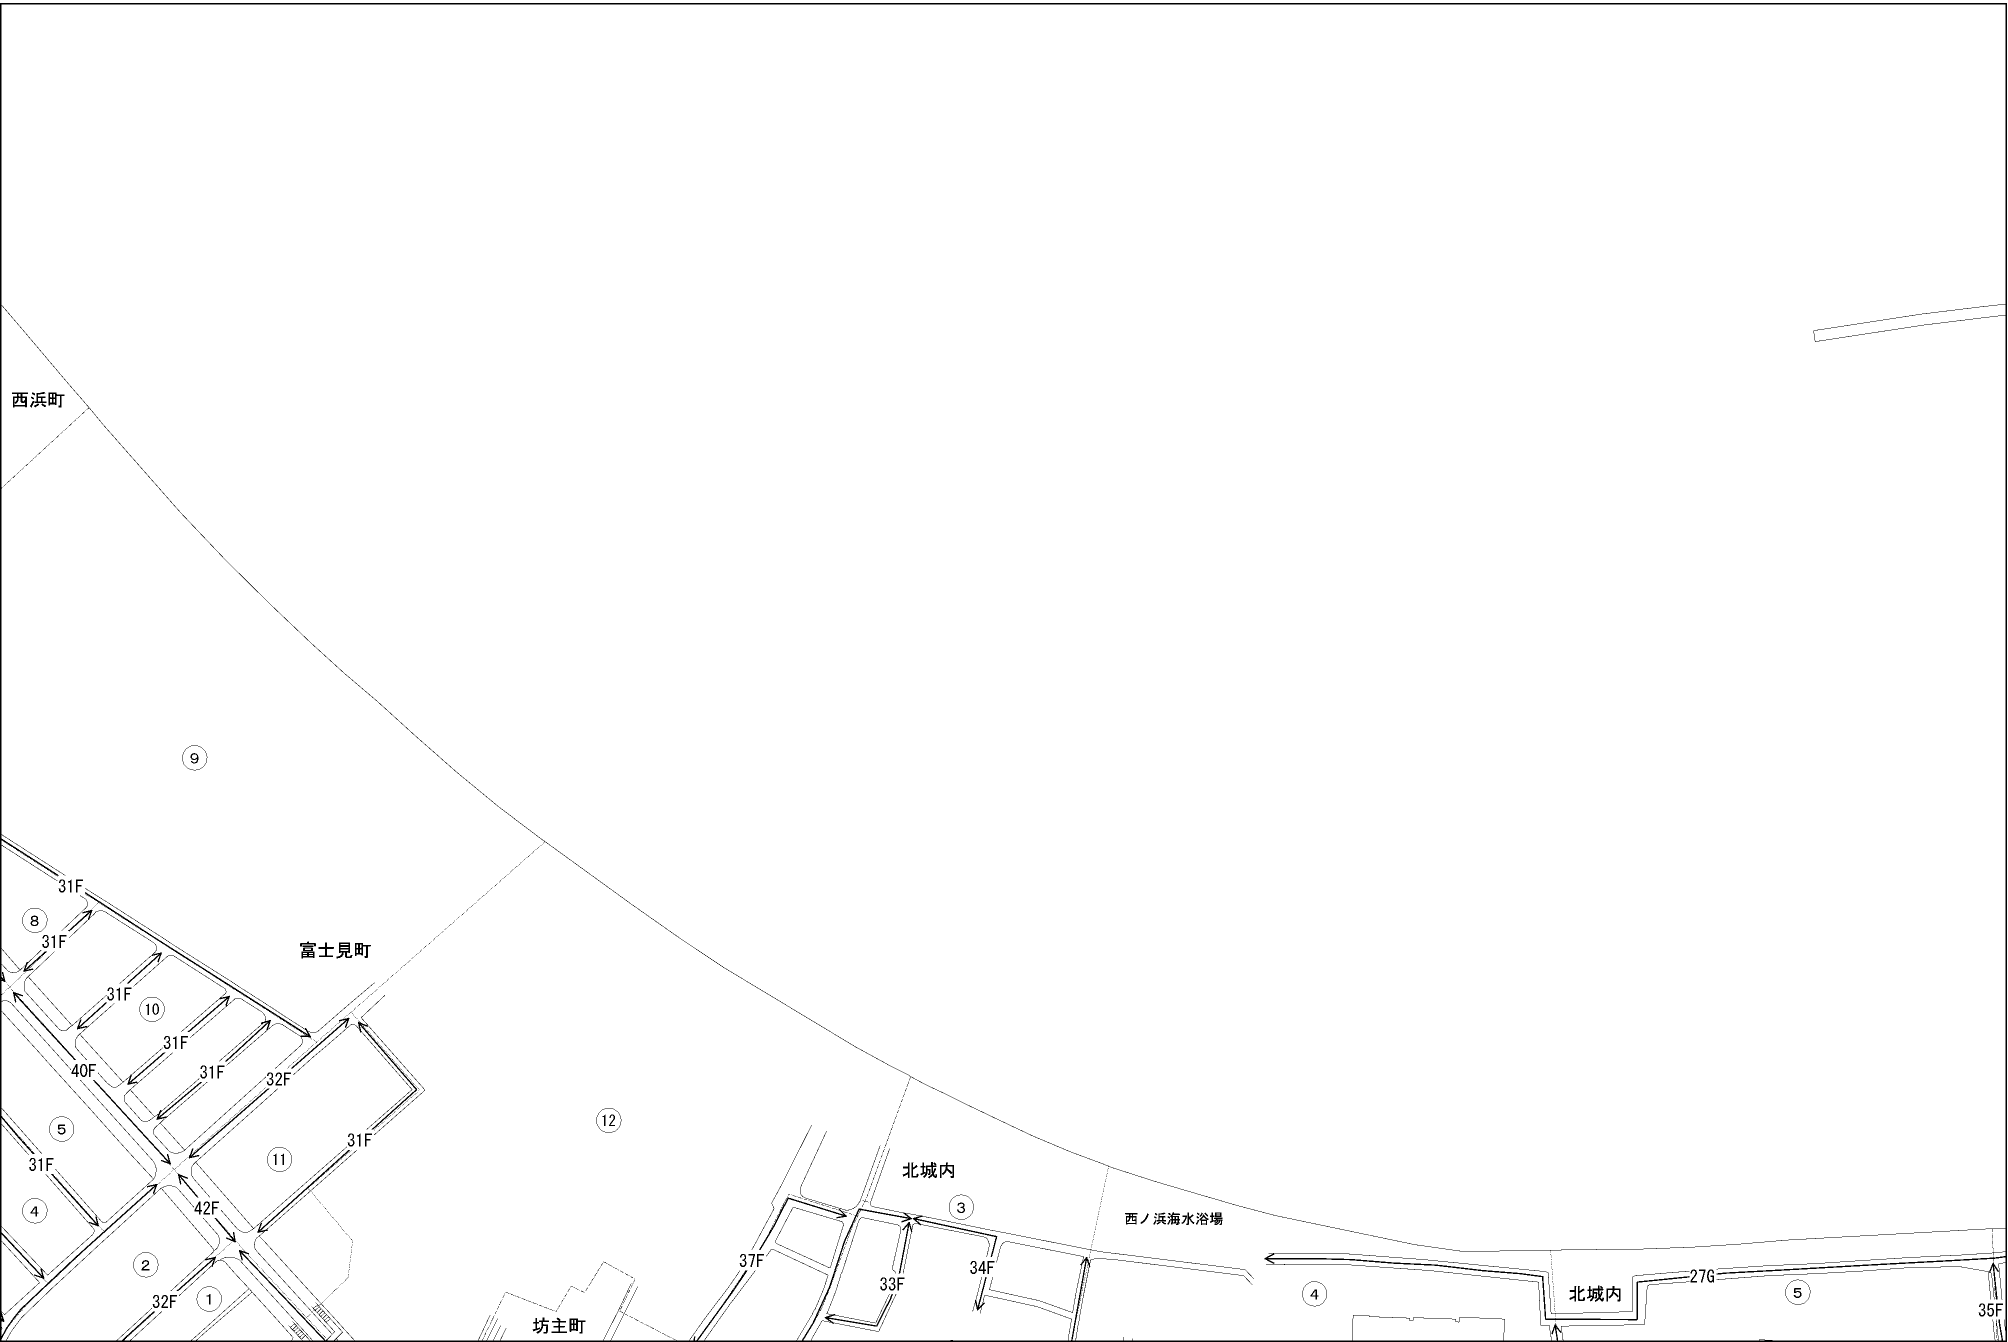 西浜町
⑨
31F
⑧
31F
富士見町
31F
⑩
31F
40F
31F
32F
⑫
⑤
31F
31F
⑪
北城内
42F
④
③
西ノ浜海水浴場
②
37F
34F
33F
27G
32F
①
④
北城内
⑤
35F
坊主町